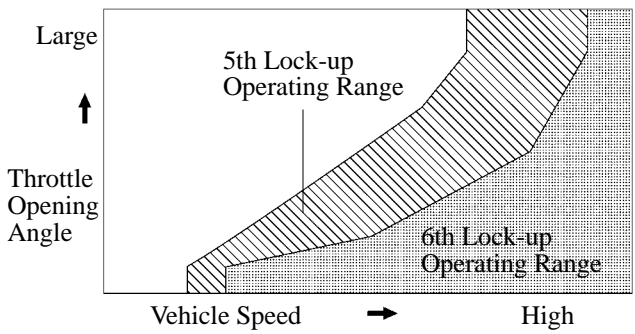 Large
5th Lock-up
Operating Range
Throttle
Opening
Angle
6th Lock-up
Operating Range
Vehicle Speed
High